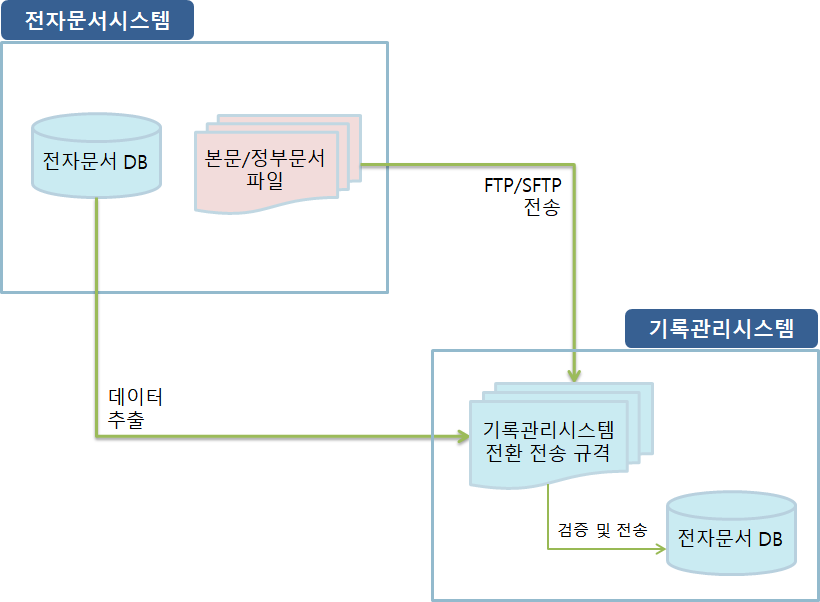 전자문서시스템
전자문서 DB
본문/정부문서
파일
FTP/SFTP
전송
기록관리시스템
데이터
추출
기록관리시스템
전환 전송 규격
검증 및 전송
전자문서 DB